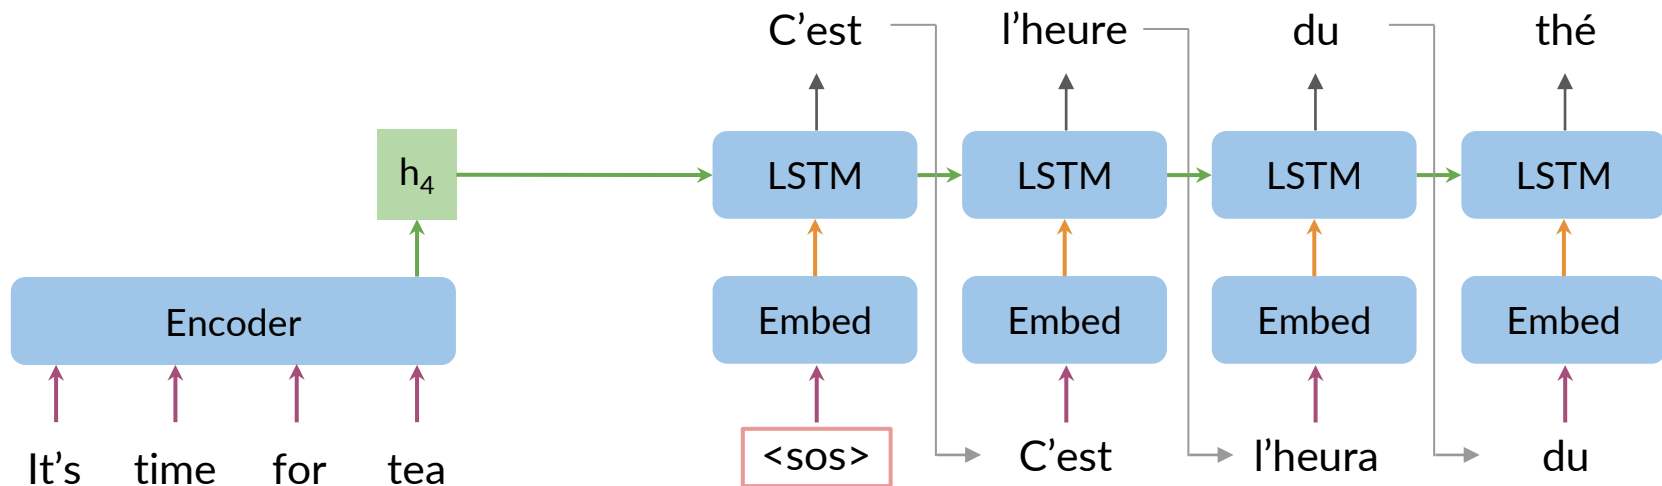 C’est l’heure du thé
h₄ LSTM LSTM LSTM LSTM
Encoder Embed Embed Embed Embed
It’s time for tea <sos> C’est l’heura du